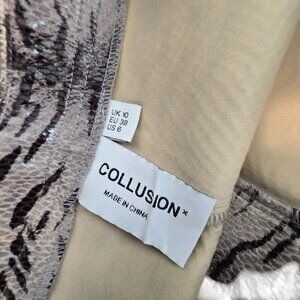 UK 10
EU 38
US 6
COLLUSION*
MADE IN CHINA